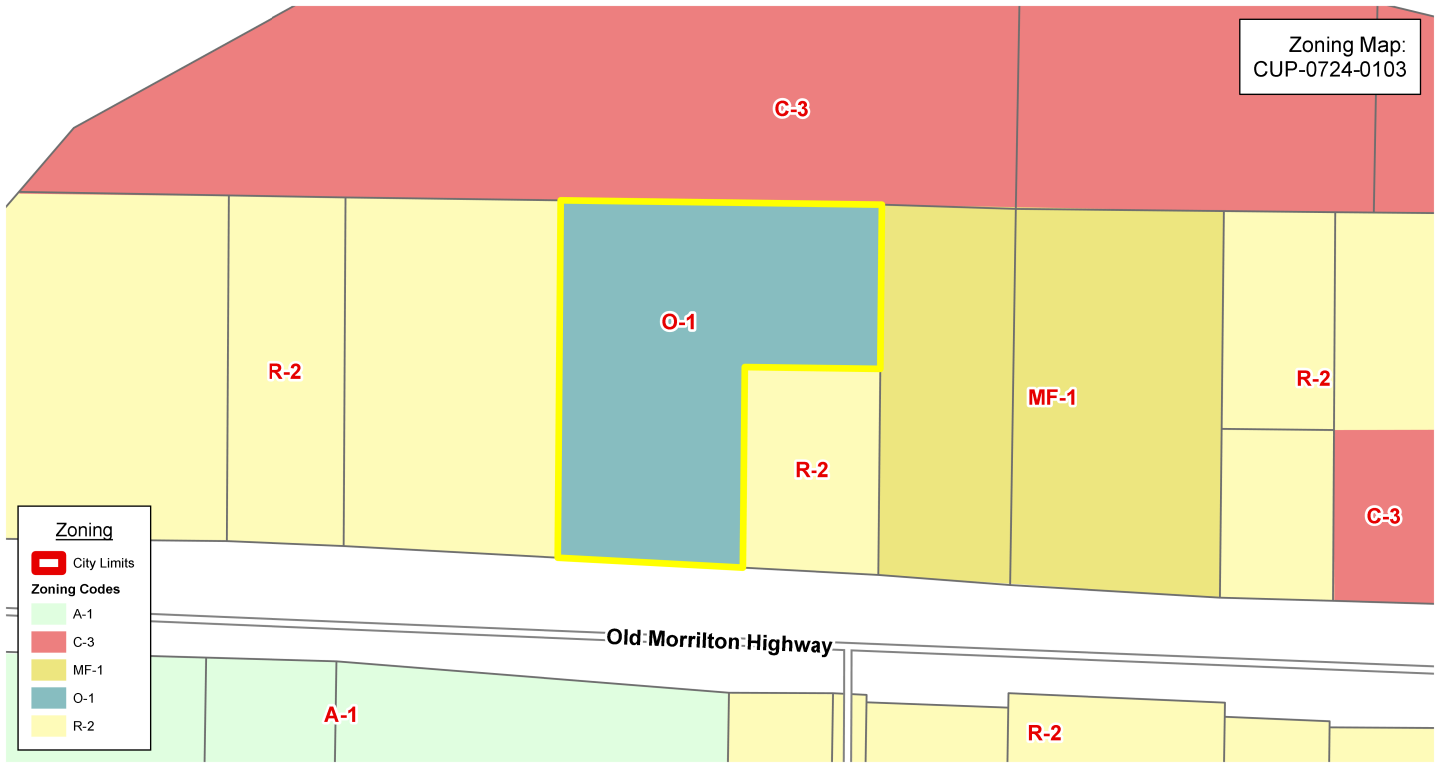 Zoning Map:
CUP-0724-0103
C-3
O-1
R-2
MF-1
R-2
R-2
C-3
Zoning
City Limits
Zoning Codes
A-1
C-3
MF-1
O-1
R-2
Old Morrilton Highway
A-1
R-2